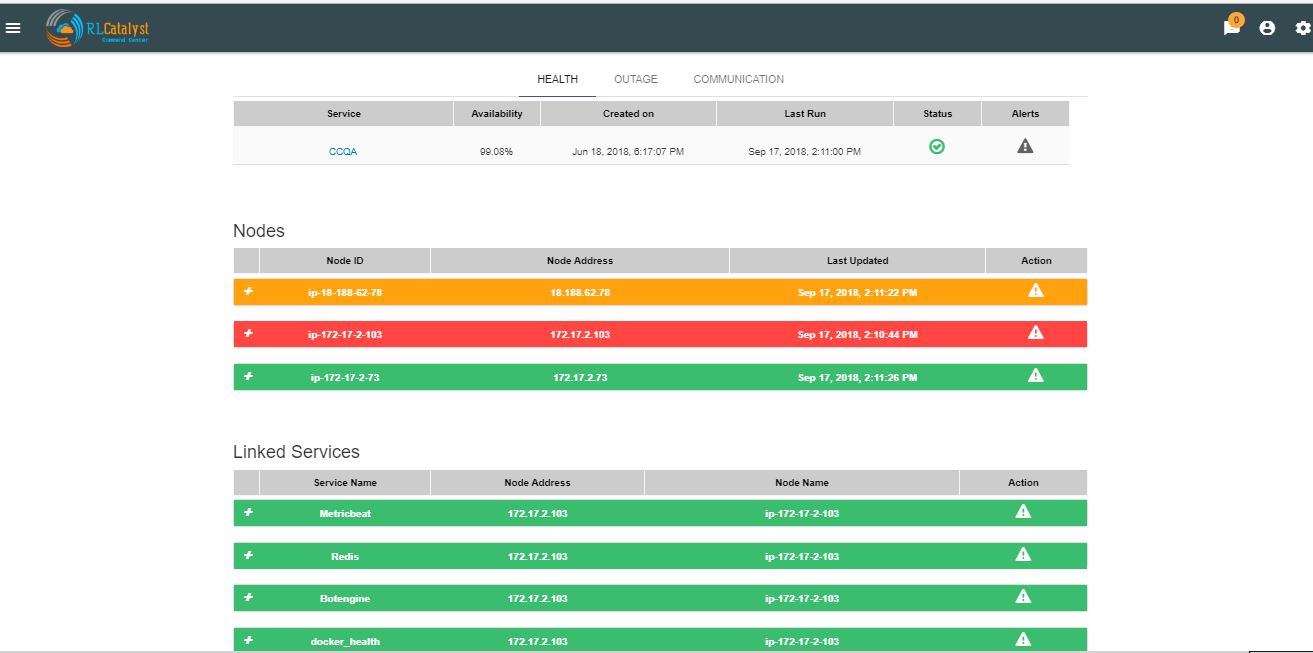 RLCatalyst
Command Center
0
HEALTH OUTAGE COMMUNICATION
Service Availability Created on Last Run Status Alerts
CCQA 99.08% Jun 18, 2018, 6:17:07 PM Sep 17, 2018, 2:11:00 PM
Nodes
Node ID Node Address Last Updated Action
+ ip-18-188-62-78 18.188.62.78 Sep 17, 2018, 2:11:22 PM
+ ip-172-17-2-103 172.17.2.103 Sep 17, 2018, 2:10:44 PM
+ ip-172-17-2-73 172.17.2.73 Sep 17, 2018, 2:11:26 PM
Linked Services
Service Name Node Address Node Name Action
+ Metricbeat 172.17.2.103 ip-172-17-2-103
+ Redis 172.17.2.103 ip-172-17-2-103
+ Botengine 172.17.2.103 ip-172-17-2-103
+ docker_health 172.17.2.103 ip-172-17-2-103